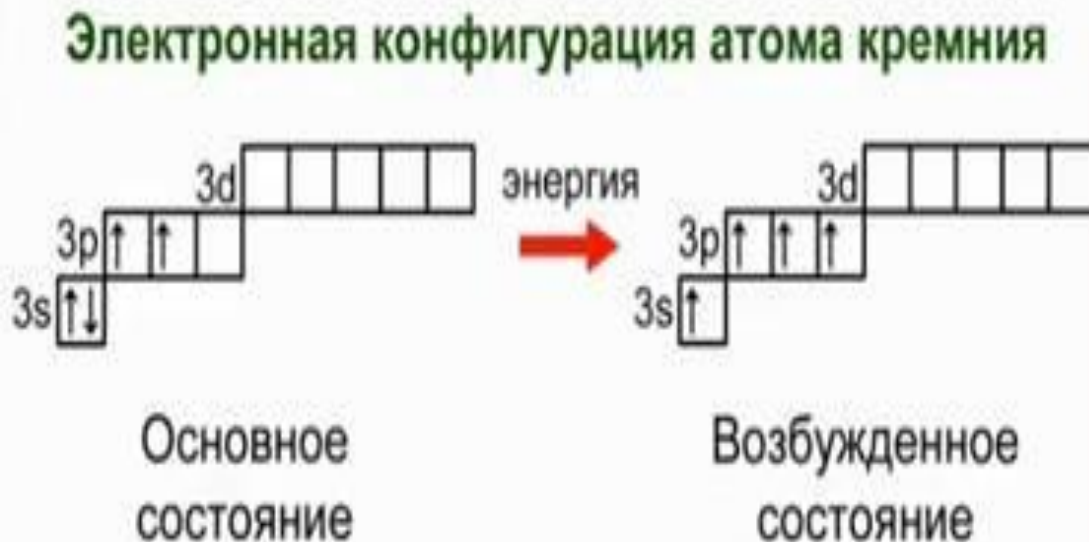 Электронная конфигурация атома кремния
3d энергия 3d
3p ↑ ↑ 3p ↑ ↑ ↑
3s ↑↓ 3s ↑
Основное Возбужденное
состояние состояние